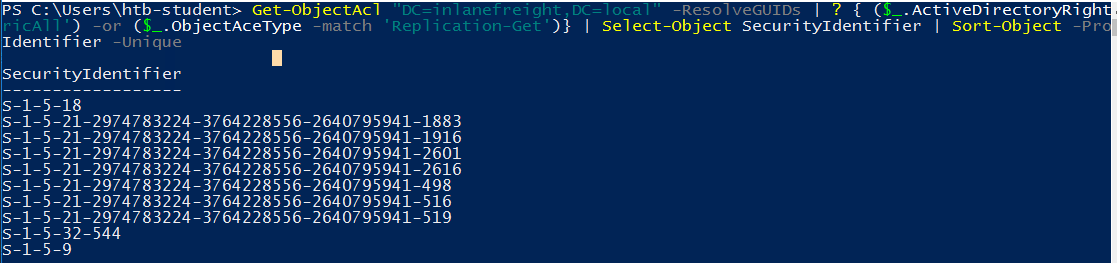 PS C:\Users\htb-student> Get-ObjectAcl "DC=inlanefreight,DC=local" -ResolveGUIDs | ? { ($_.ActiveDirectoryRight
ricAll') -or ($_.ObjectAceType -match 'Replication-Get')} | Select-Object SecurityIdentifier | Sort-Object -Pro
Identifier -Unique
SecurityIdentifier
------------------
S-1-5-18
S-1-5-21-2974783224-3764228556-2640795941-1883
S-1-5-21-2974783224-3764228556-2640795941-1916
S-1-5-21-2974783224-3764228556-2640795941-2601
S-1-5-21-2974783224-3764228556-2640795941-2616
S-1-5-21-2974783224-3764228556-2640795941-498
S-1-5-21-2974783224-3764228556-2640795941-516
S-1-5-21-2974783224-3764228556-2640795941-519
S-1-5-32-544
S-1-5-9